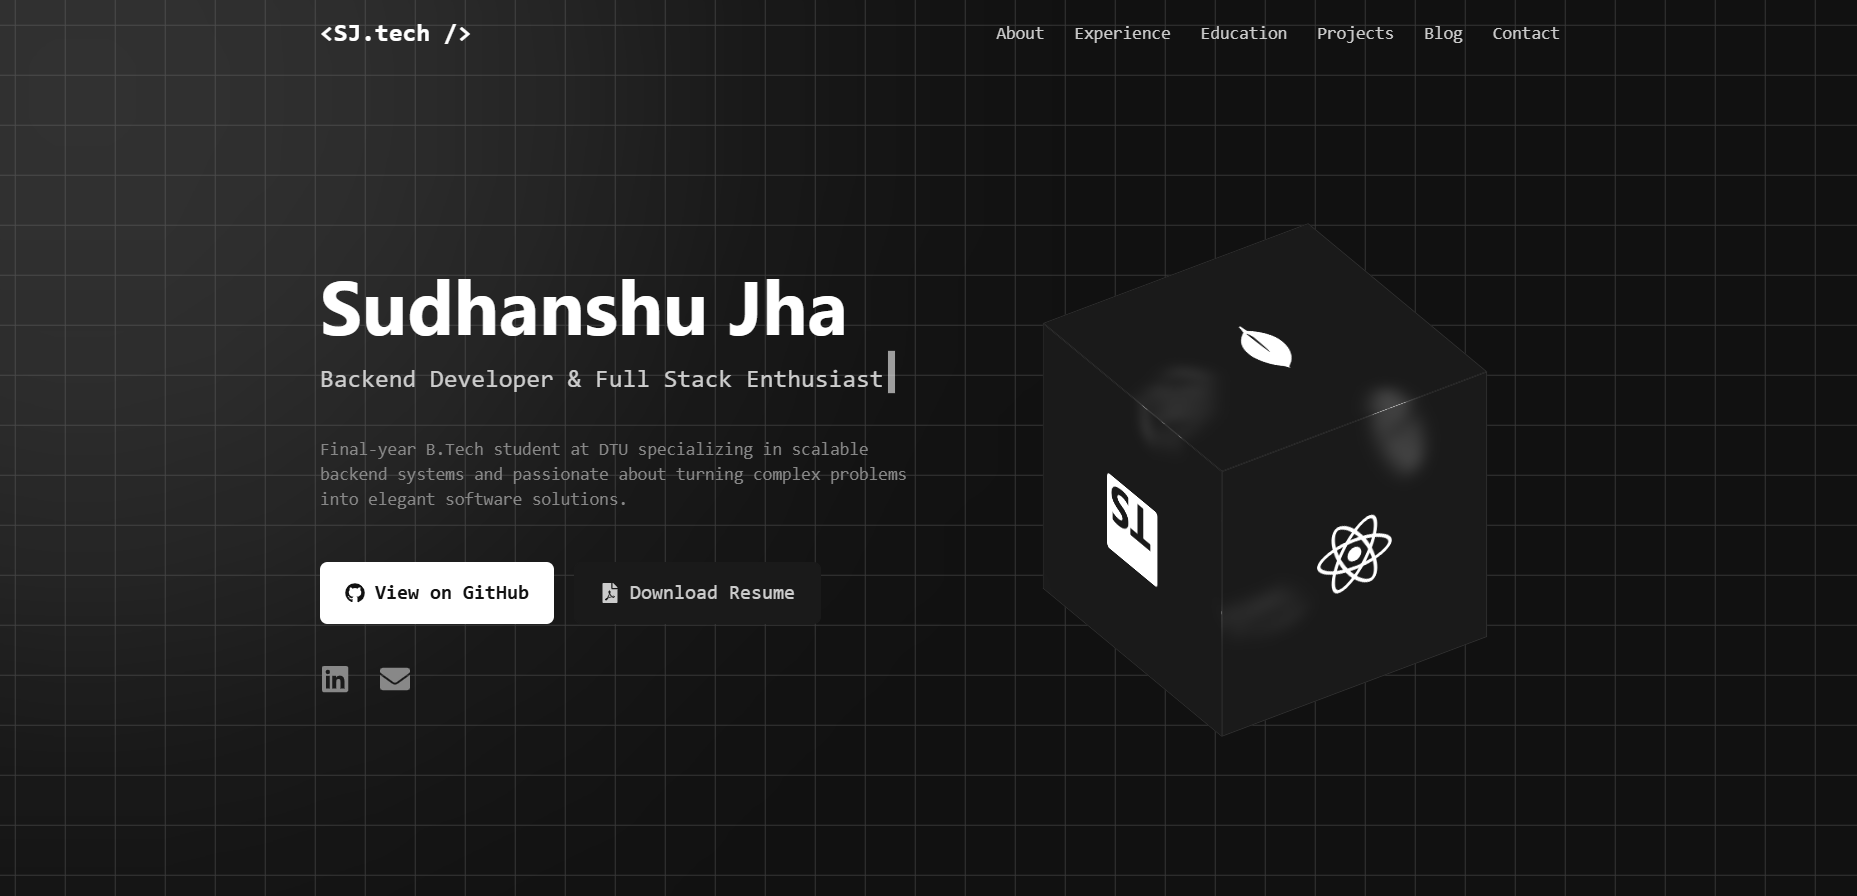 <SJ.tech />
About Experience Education Projects Blog Contact
Sudhanshu Jha
Backend Developer & Full Stack Enthusiast
Final-year B.Tech student at DTU specializing in scalable
backend systems and passionate about turning complex problems
into elegant software solutions.
View on GitHub
Download Resume
in
TS